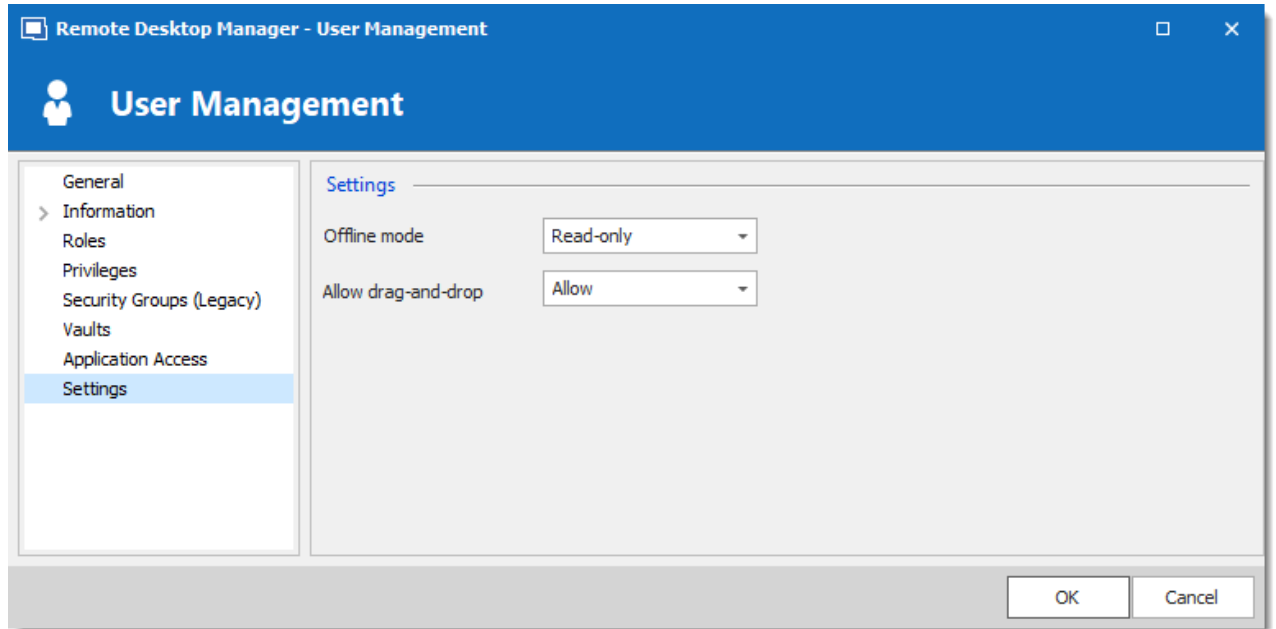 Remote Desktop Manager - User Management
User Management
General
Information
Roles
Privileges
Security Groups (Legacy)
Vaults
Application Access
Settings
Settings
Offline mode
Read-only
Allow drag-and-drop
Allow
OK
Cancel